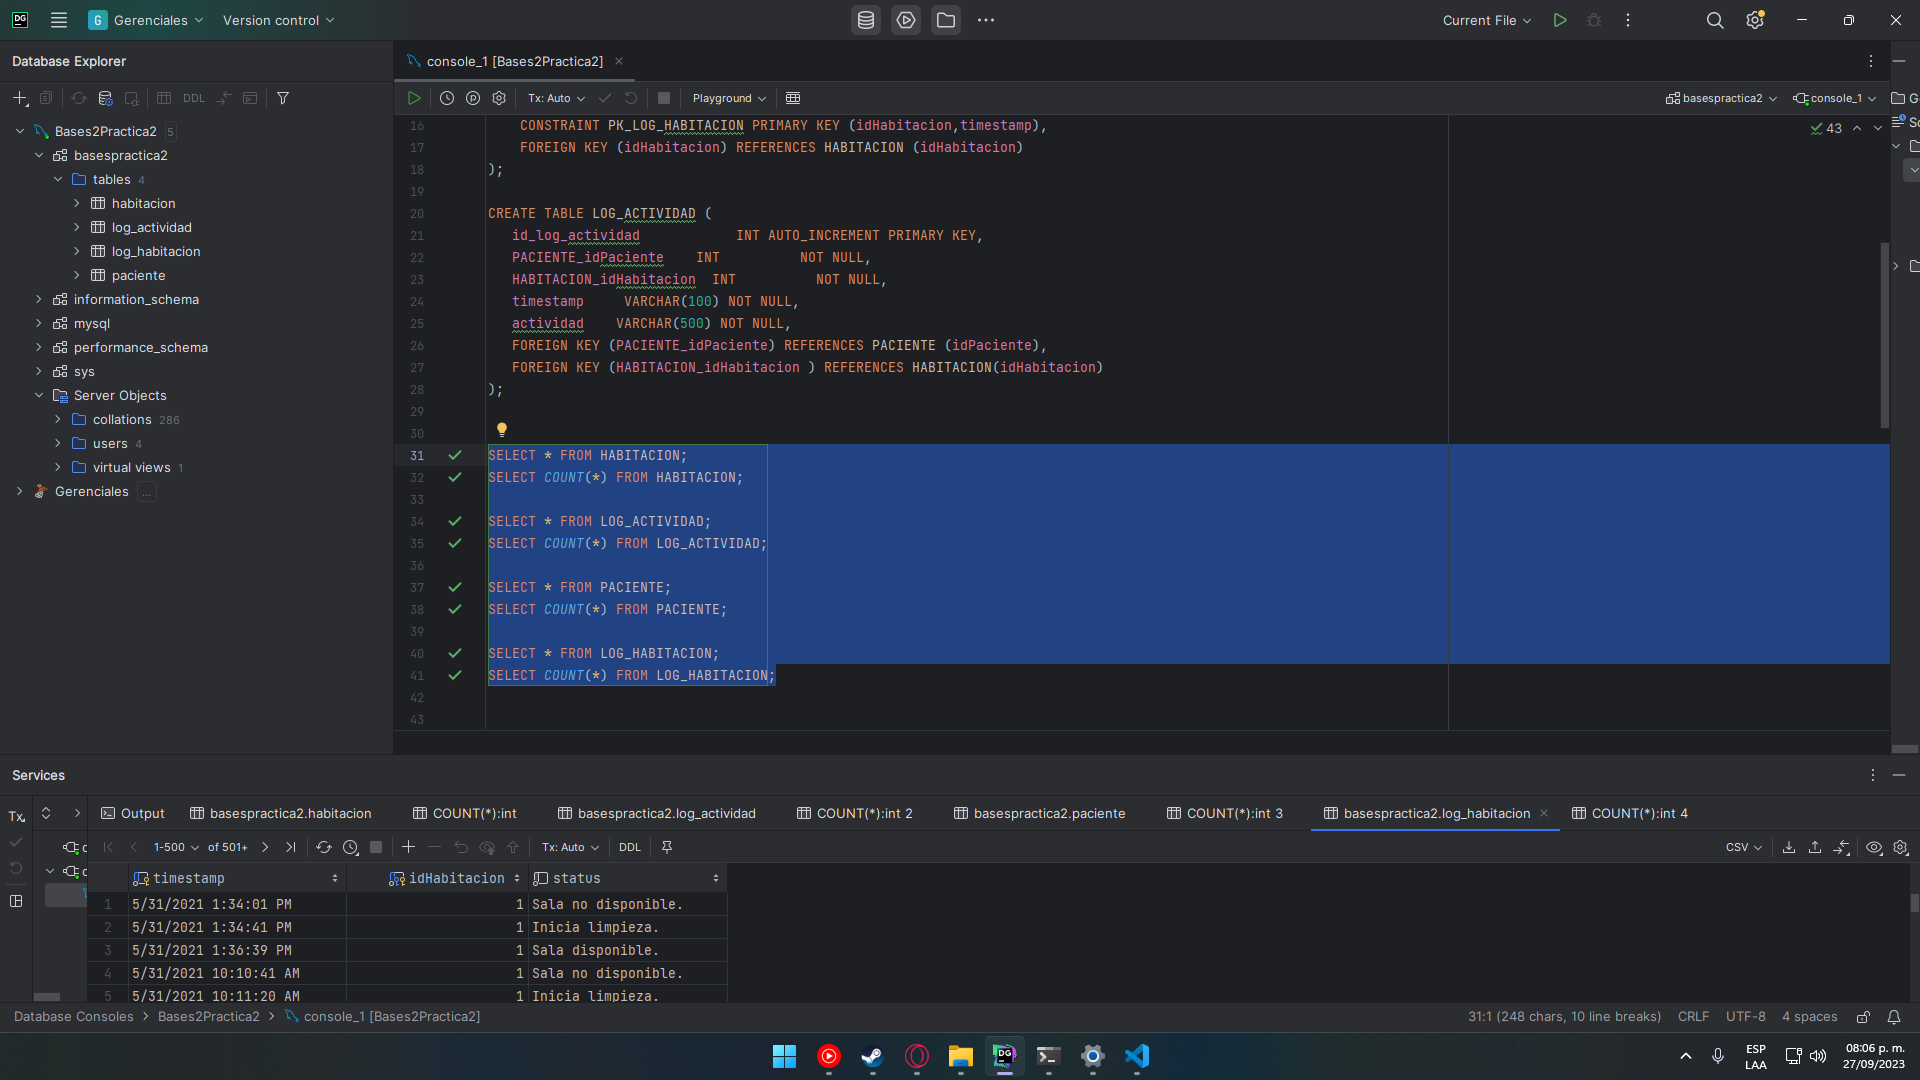 DG
G Gerenciales
Version control
Current File
Database Explorer
console_1 [Bases2Practica2]
DDL
Tx: Auto
Playground
basespractica2
console_1
Bases2Practica2 5
basespractica2
tables 4
habitacion
log_actividad
log_habitacion
paciente
information_schema
mysql
performance_schema
sys
Server Objects
collations 286
users 4
virtual views 1
Gerenciales ...
43
16 CONSTRAINT PK_LOG_HABITACION PRIMARY KEY (idHabitacion,timestamp),
17 FOREIGN KEY (idHabitacion) REFERENCES HABITACION (idHabitacion)
18 );
19
20 CREATE TABLE LOG_ACTIVIDAD (
21 id_log_actividad INT AUTO_INCREMENT PRIMARY KEY,
22 PACIENTE_idPaciente INT NOT NULL,
23 HABITACION_idHabitacion INT NOT NULL,
24 timestamp VARCHAR(100) NOT NULL,
25 actividad VARCHAR(500) NOT NULL,
26 FOREIGN KEY (PACIENTE_idPaciente) REFERENCES PACIENTE (idPaciente),
27 FOREIGN KEY (HABITACION_idHabitacion ) REFERENCES HABITACION(idHabitacion)
28 );
29
30
31 SELECT * FROM HABITACION;
32 SELECT COUNT(*) FROM HABITACION;
33
34 SELECT * FROM LOG_ACTIVIDAD;
35 SELECT COUNT(*) FROM LOG_ACTIVIDAD;
36
37 SELECT * FROM PACIENTE;
38 SELECT COUNT(*) FROM PACIENTE;
39
40 SELECT * FROM LOG_HABITACION;
41 SELECT COUNT(*) FROM LOG_HABITACION;
42
43
Services
Tx
Output
basespractica2.habitacion
COUNT(*):int
basespractica2.log_actividad
COUNT(*):int 2
basespractica2.paciente
COUNT(*):int 3
basespractica2.log_habitacion
COUNT(*):int 4
1-500 of 501+
Tx: Auto
DDL
CSV
timestamp idHabitacion status
1 5/31/2021 1:34:01 PM 1 Sala no disponible.
2 5/31/2021 1:34:41 PM 1 Inicia limpieza.
3 5/31/2021 1:36:39 PM 1 Sala disponible.
4 5/31/2021 10:10:41 AM 1 Sala no disponible.
5 5/31/2021 10:11:20 AM 1 Inicia limpieza.
Database Consoles > Bases2Practica2 > console_1 [Bases2Practica2]
31:1 (248 chars, 10 line breaks) CRLF UTF-8 4 spaces
DG
ESP
LAA
08:06 p. m.
27/09/2023